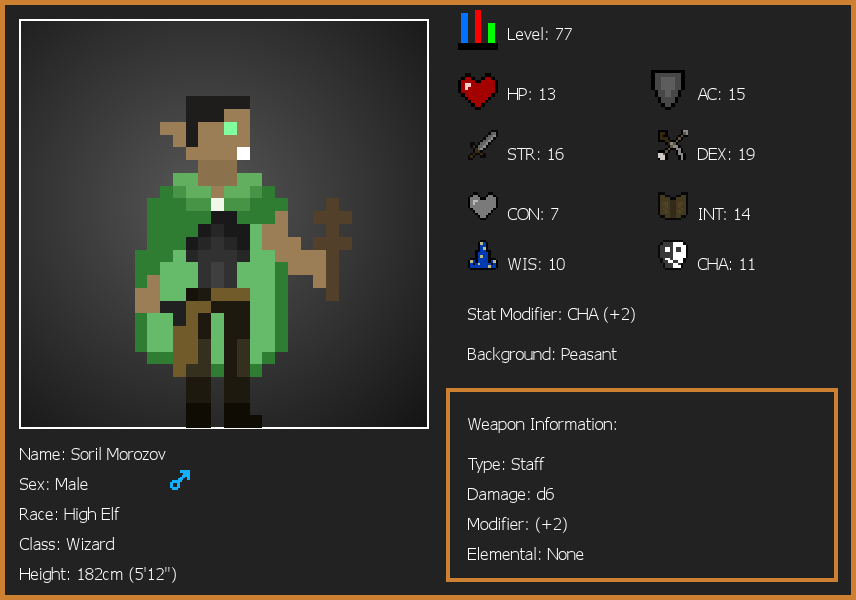 Level: 77
HP: 13
AC: 15
STR: 16
DEX: 19
CON: 7
INT: 14
WIS: 10
CHA: 11
Stat Modifier: CHA (+2)
Background: Peasant
Weapon Information:
Type: Staff
Damage: d6
Modifier: (+2)
Elemental: None
Name: Soril Morozov
Sex: Male
Race: High Elf
Class: Wizard
Height: 182cm (5'12")